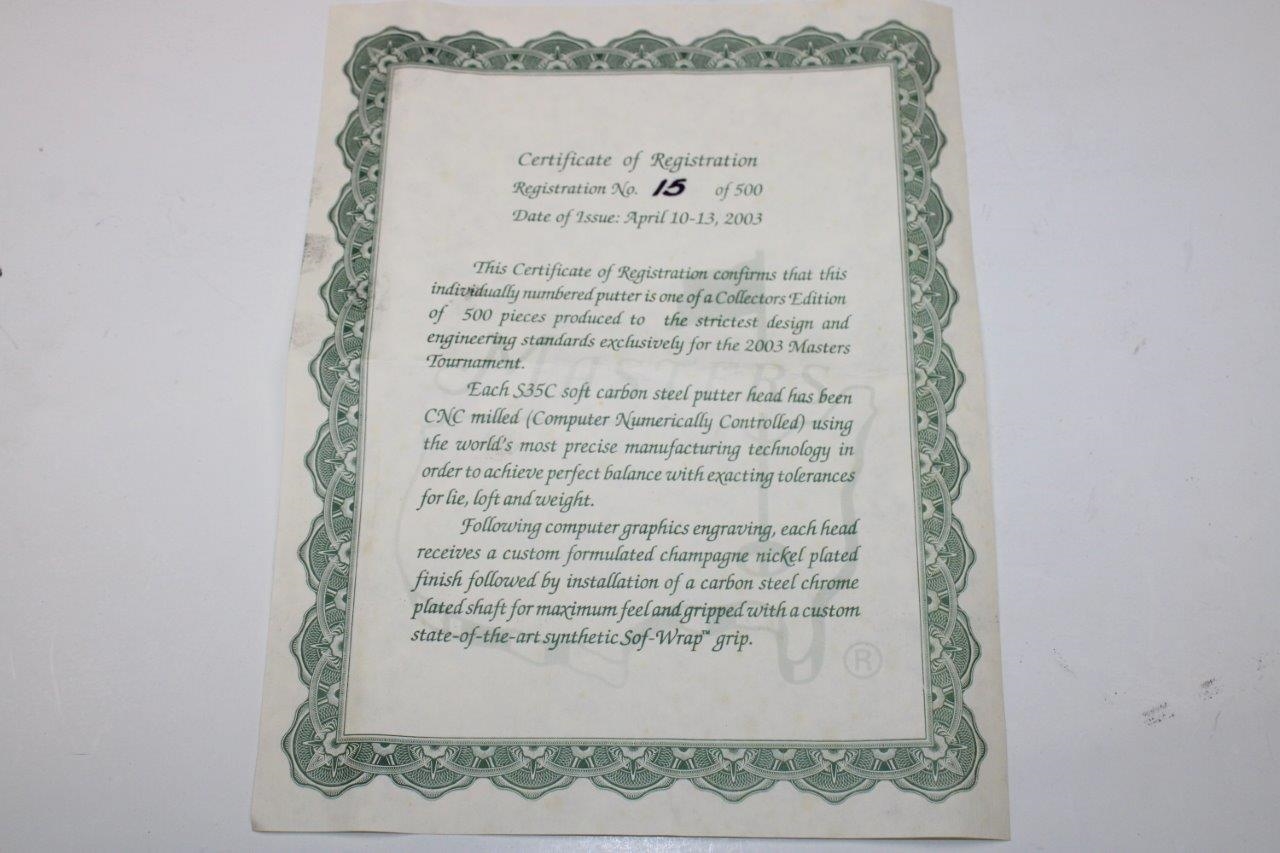 Certificate of Registration
Registration No. 15 of 500
Date of Issue: April 10-13, 2003
This Certificate of Registration confirms that this
individually numbered putter is one of a Collectors Edition
of 500 pieces produced to the strictest design and
engineering standards exclusively for the 2003 Masters
Tournament.
Masters
Each S35C soft carbon steel putter head has been
CNC milled (Computer Numerically Controlled) using
the world's most precise manufacturing technology in
order to achieve perfect balance with exacting tolerances
for lie, loft and weight.
Following computer graphics engraving, each head
receives a custom formulated champagne nickel plated
finish followed by installation of a carbon steel chrome
plated shaft for maximum feel and gripped with a custom
state-of-the-art synthetic Sof-Wrap™ grip.
®